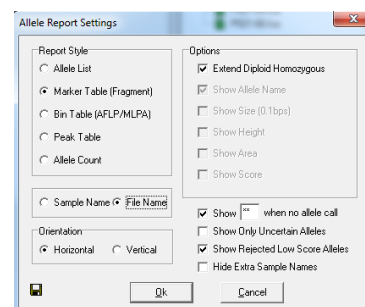 Allele Report Settings
Report Style
Allele List
Marker Table (Fragment)
Bin Table (AFLP/MLPA)
Peak Table
Allele Count
Sample Name File Name
Orientation
Horizontal Vertical
Options
Extend Diploid Homozygous
Show Allele Name
Show Size (0.1bps)
Show Height
Show Area
Show Score
Show ×× when no allele call
Show Only Uncertain Alleles
Show Rejected Low Score Alleles
Hide Extra Sample Names
Ok Cancel